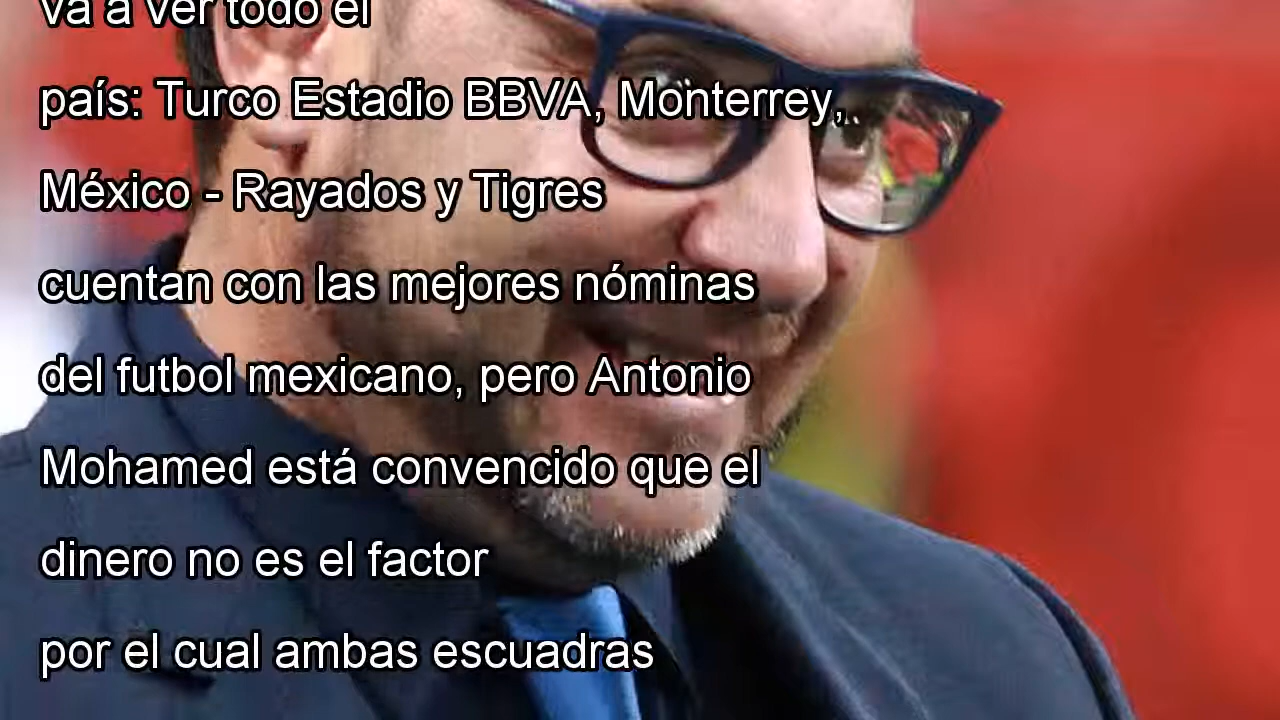 va a ver todo el
país: Turco Estadio BBVA, Monterrey,
México - Rayados y Tigres
cuentan con las mejores nóminas
del futbol mexicano, pero Antonio
Mohamed está convencido que el
dinero no es el factor
por el cual ambas escuadras